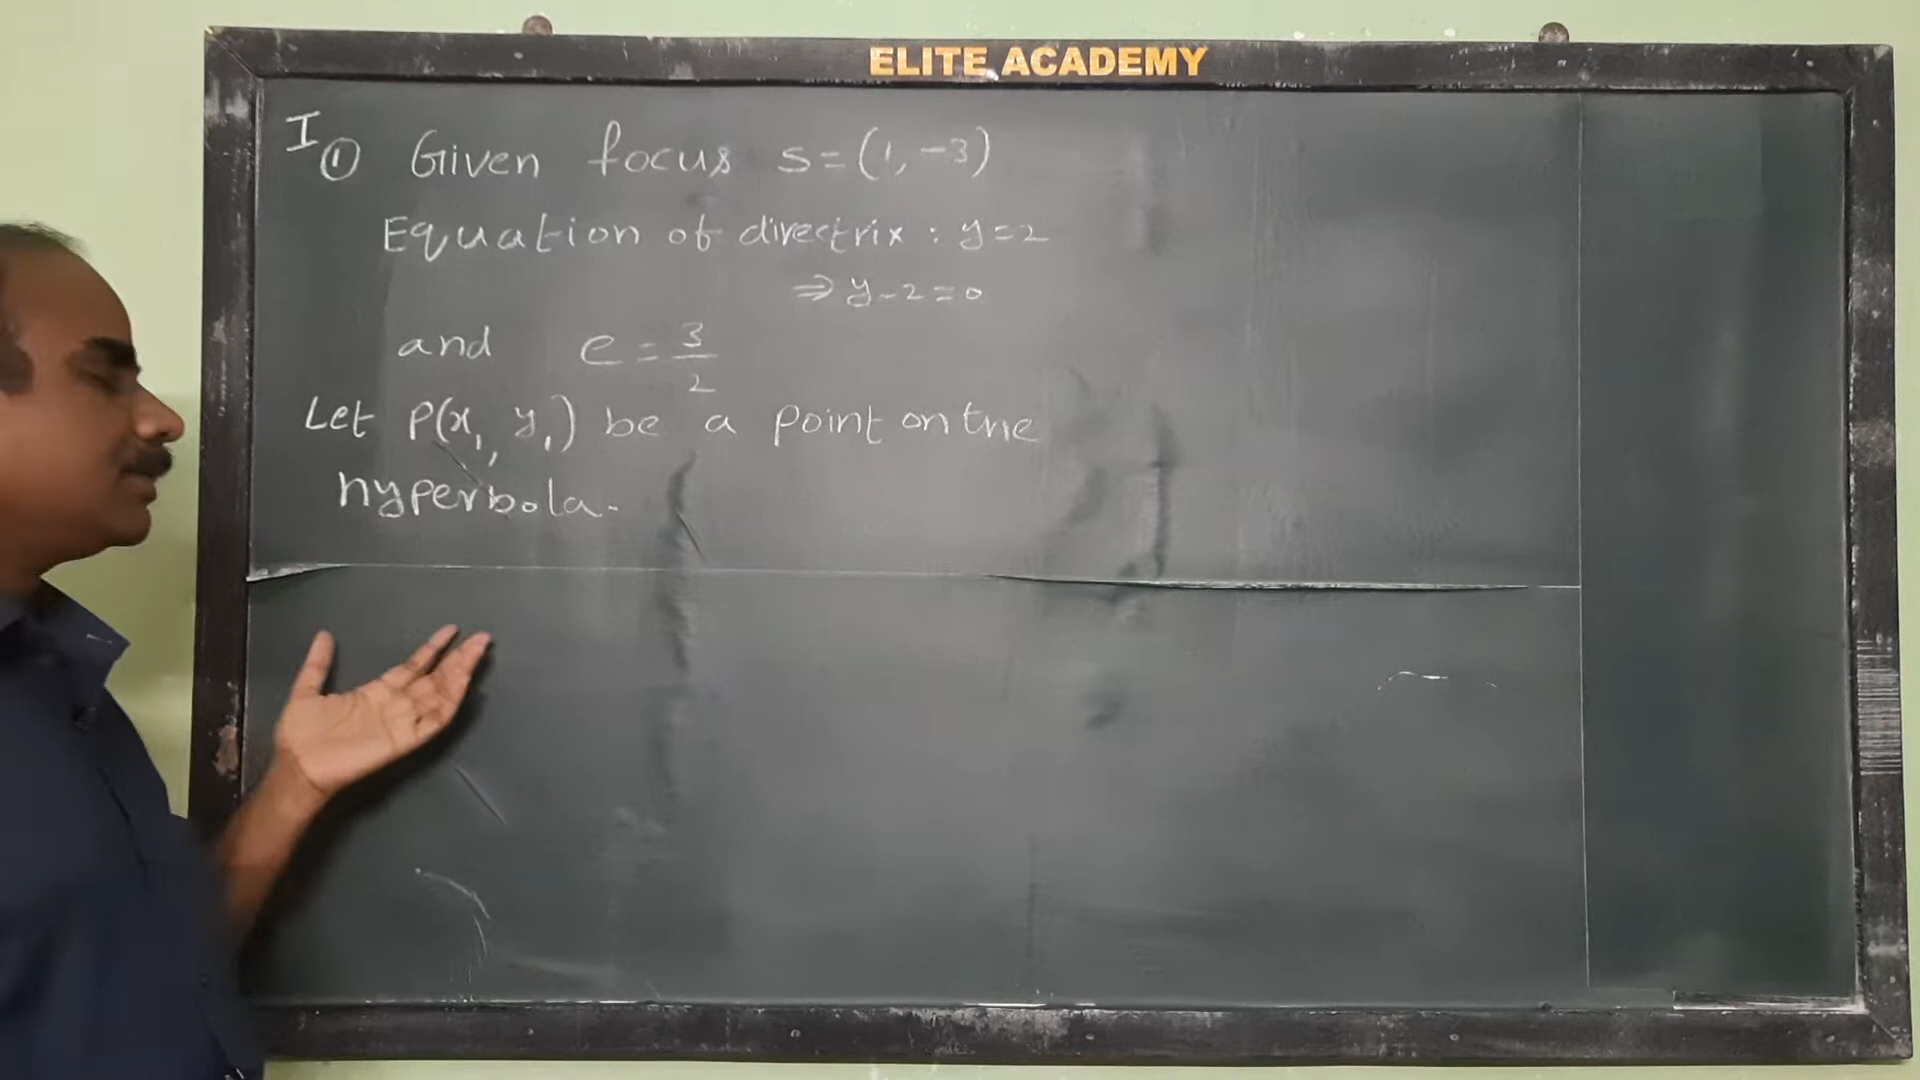 ELITE ACADEMY
I ① Given focus S=(1,-3)
Equation of directrix : y=2
⇒ y-2=0
and e = 3/2
Let P(x₁, y₁) be a point on the
hyperbola.